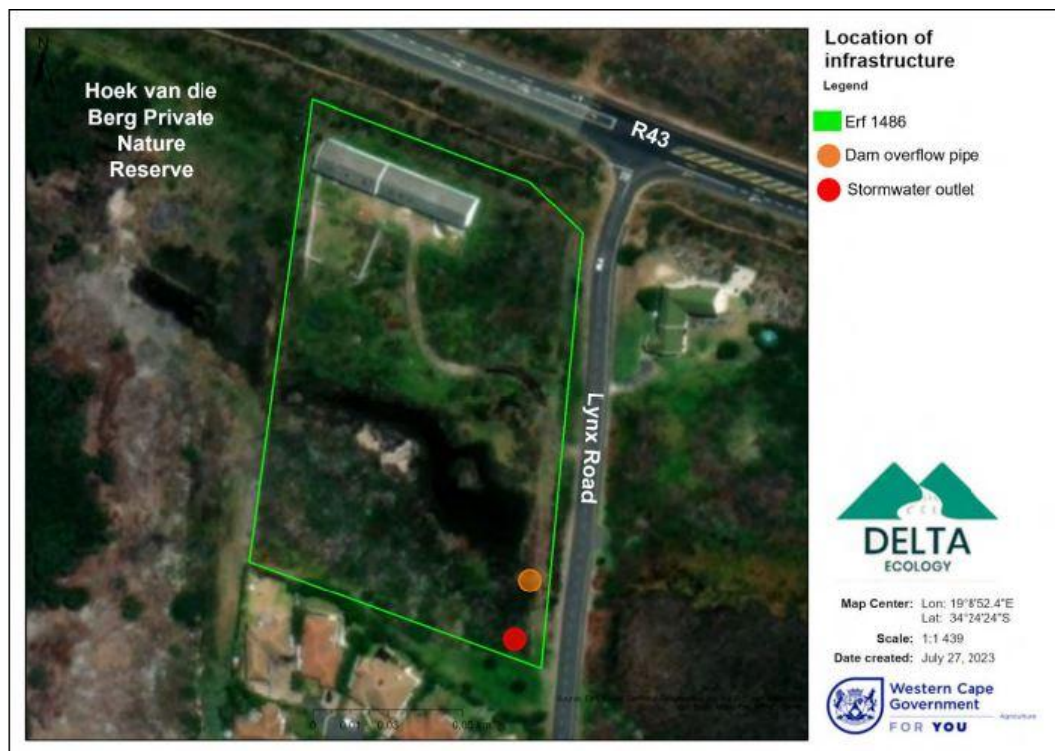 N
Hoek van die
Berg Private
Nature
Reserve
R43
Lynx Road
Location of
infrastructure
Legend
Erf 1486
Dam overflow pipe
Stormwater outlet
DELTA
ECOLOGY
Map Center: Lon: 19°8'52.4"E
Lat: 34°24'24"S
Scale: 1:1 439
Date created: July 27, 2023
Western Cape
Government
Agriculture
FOR YOU